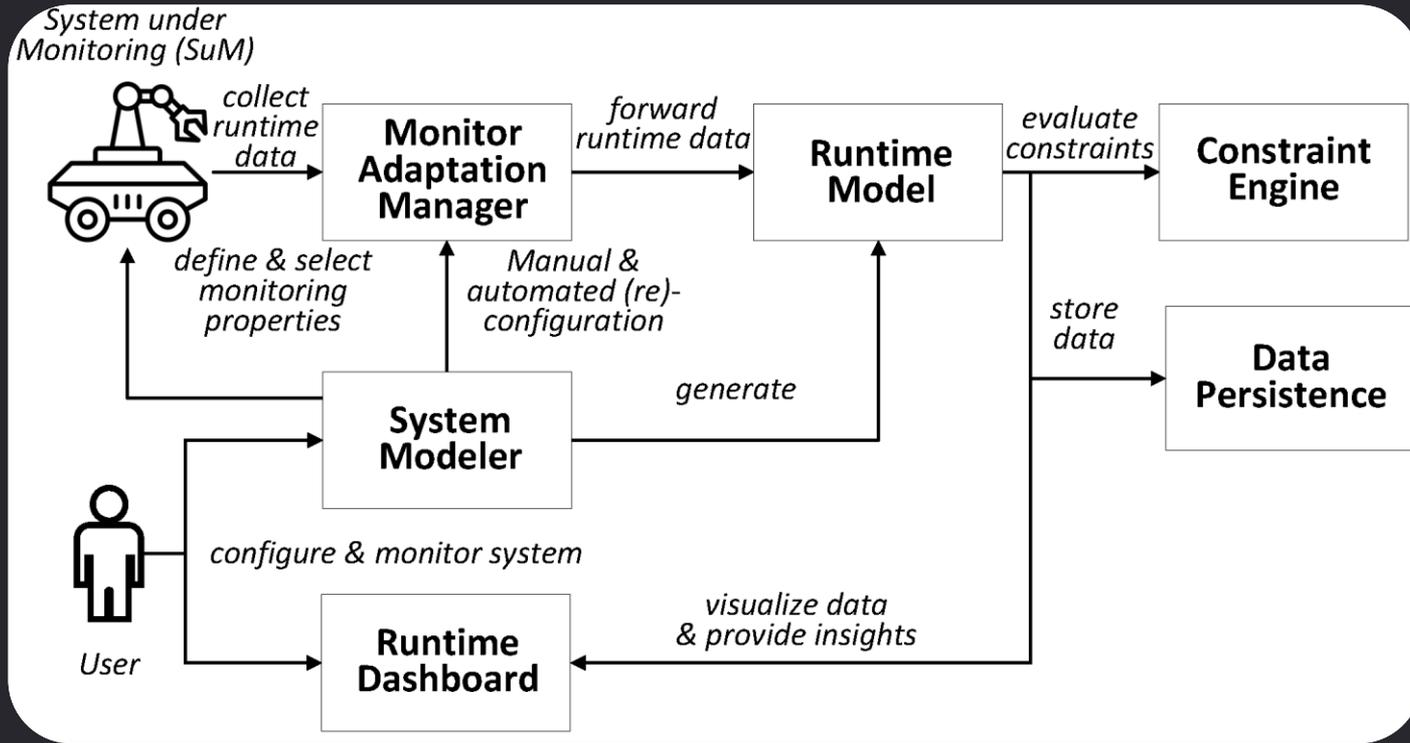 System under
Monitoring (SuM)
collect
runtime
data
Monitor
Adaptation
Manager
forward
runtime data
Runtime
Model
evaluate
constraints
Constraint
Engine
define & select
monitoring
properties
Manual &
automated (re)-
configuration
store
data
Data
Persistence
System
Modeler
generate
configure & monitor system
User
Runtime
Dashboard
visualize data
& provide insights